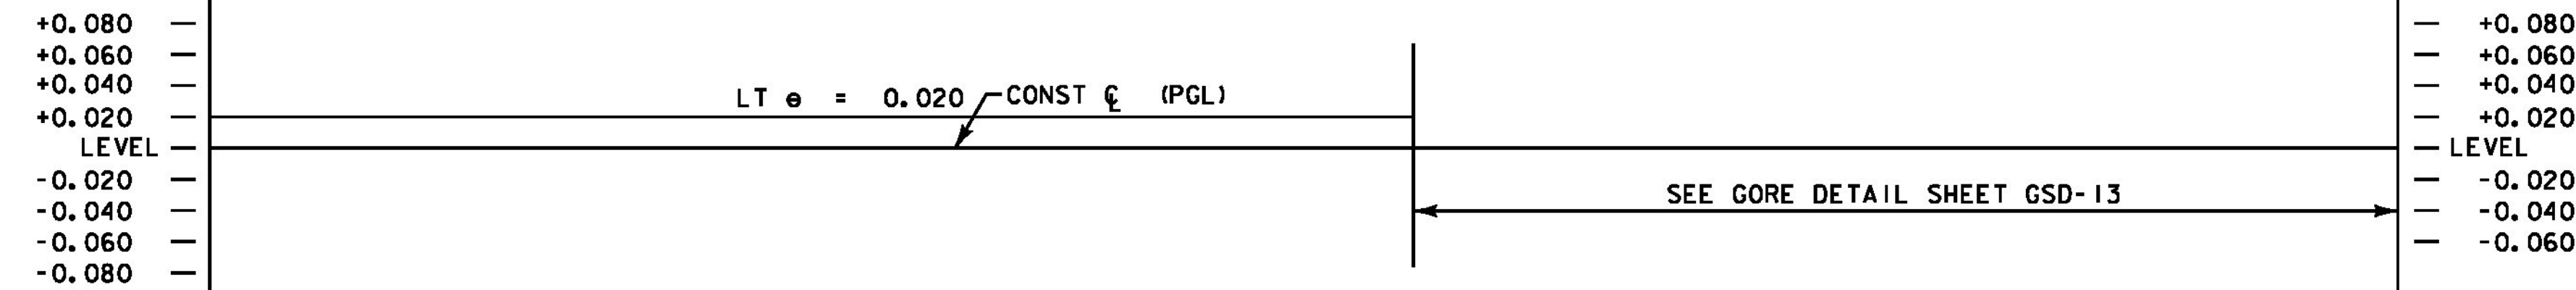 +0.080 +0.080
+0.060 +0.060
+0.040 +0.040
LT e = 0.020 CONST ℄ (PGL)
+0.020 +0.020
LEVEL LEVEL
-0.020 -0.020
SEE GORE DETAIL SHEET GSD-13
-0.040 -0.040
-0.060 -0.060
-0.080